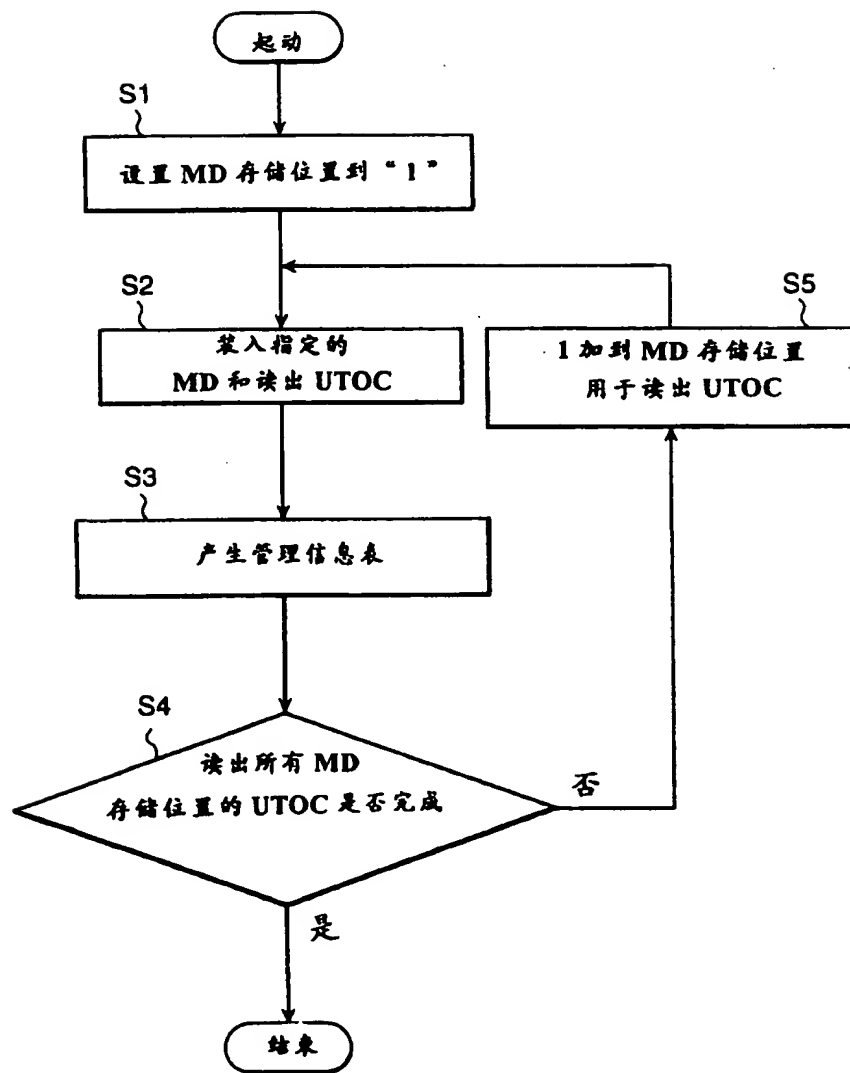 起动
S1
设置 MD 存储位置到 "1"
S2
装入指定的
MD 和读出 UTOC
S5
1 加到 MD 存储位置
用于读出 UTOC
S3
产生管理信息表
S4
读出所有 MD
存储位置的 UTOC 是否完成
否
是
结束